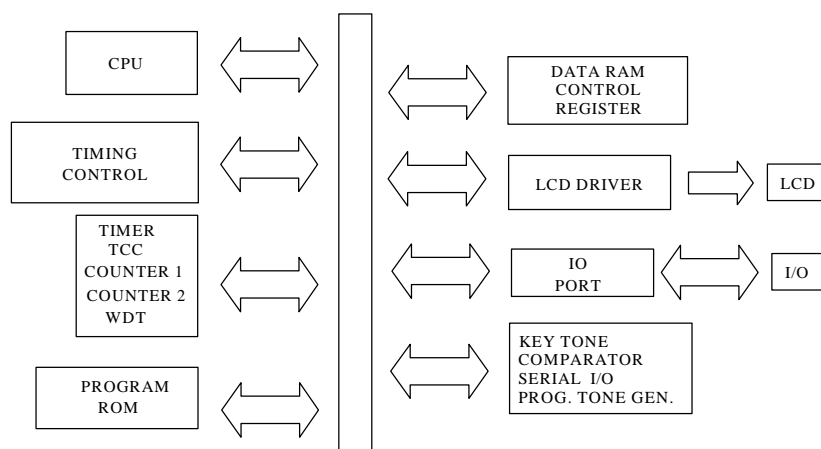 CPU
TIMING
CONTROL
TIMER
TCC
COUNTER 1
COUNTER 2
WDT
PROGRAM
ROM
DATA RAM
CONTROL
REGISTER
LCD DRIVER
LCD
IO
PORT
I/O
KEY TONE
COMPARATOR
SERIAL I/O
PROG. TONE GEN.